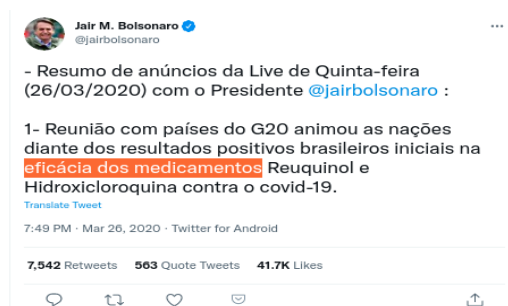 Jair M. Bolsonaro
@jairbolsonaro
- Resumo de anúncios da Live de Quinta-feira
(26/03/2020) com o Presidente @jairbolsonaro :
1- Reunião com países do G20 animou as nações
diante dos resultados positivos brasileiros iniciais na
eficácia dos medicamentos Reuquinol e
Hidroxicloroquina contra o covid-19.
Translate Tweet
7:49 PM · Mar 26, 2020 · Twitter for Android
7,542 Retweets 563 Quote Tweets 41.7K Likes